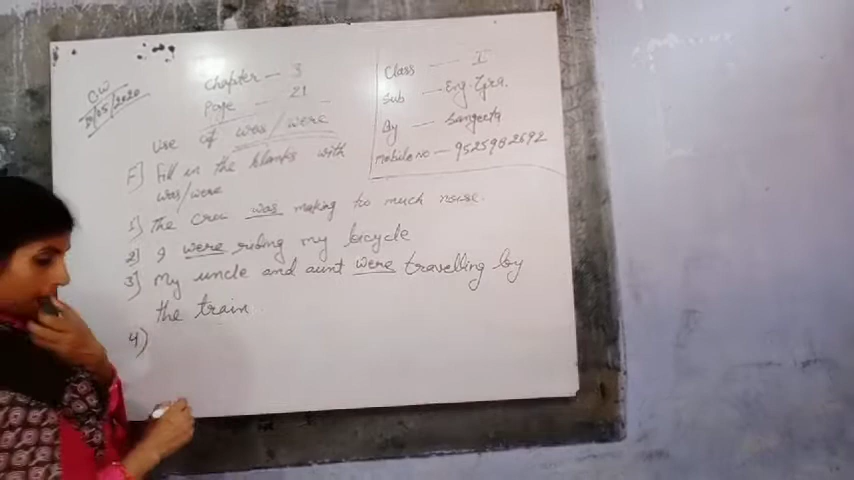 CW
/05/2020
Chapter - 3
Page - 21
Use of was/were
Class - I
Sub - Eng. Gra.
By - Sangeeta
Mobile No - 9525982692
F] Fill in the blanks with
was/were
1) The crow was making too much noise.
2] I were riding my bicycle
3] My uncle and aunt were travelling by
the train.
4)